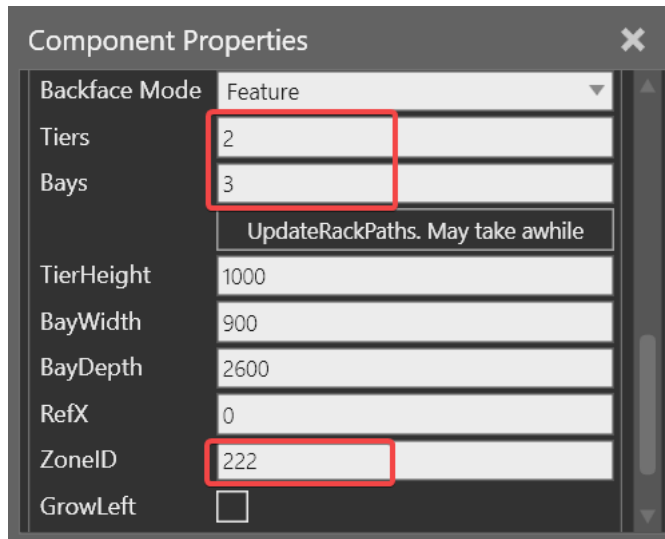 Component Properties
Backface Mode Feature
Tiers 2
Bays 3
UpdateRackPaths. May take awhile
TierHeight 1000
BayWidth 900
BayDepth 2600
RefX 0
ZoneID 222
GrowLeft